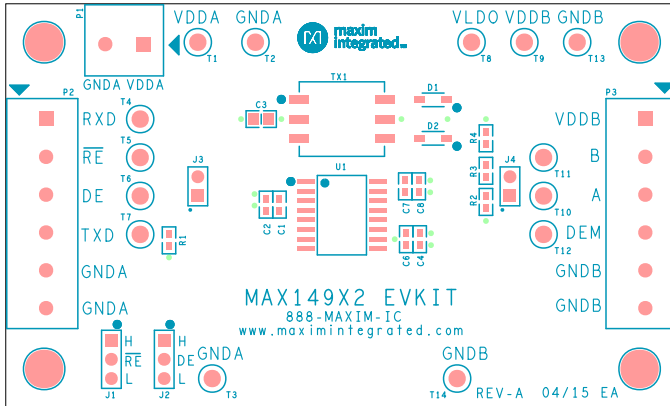 P1
VDDA
GNDA
maxim
integrated™
VLDO
VDDB
GNDB
T1
T2
T8
T9
T13
GNDA VDDA
TX1
D1
P2
T4
P3
RXD
C3
D2
VDDB
T5
R4
RE
J3
U1
J4
B
T11
T6
R3
DE
C7
C8
R2
A
T10
T7
C2
C1
TXD
R1
DEM
T12
C6
C4
GNDA
GNDB
GNDA
MAX149X2 EVKIT
GNDB
888-MAXIM-IC
www.maximintegrated.com
H
RE
L
J1
H
DE
L
J2
GNDA
T3
GNDB
T14
REV-A 04/15 EA